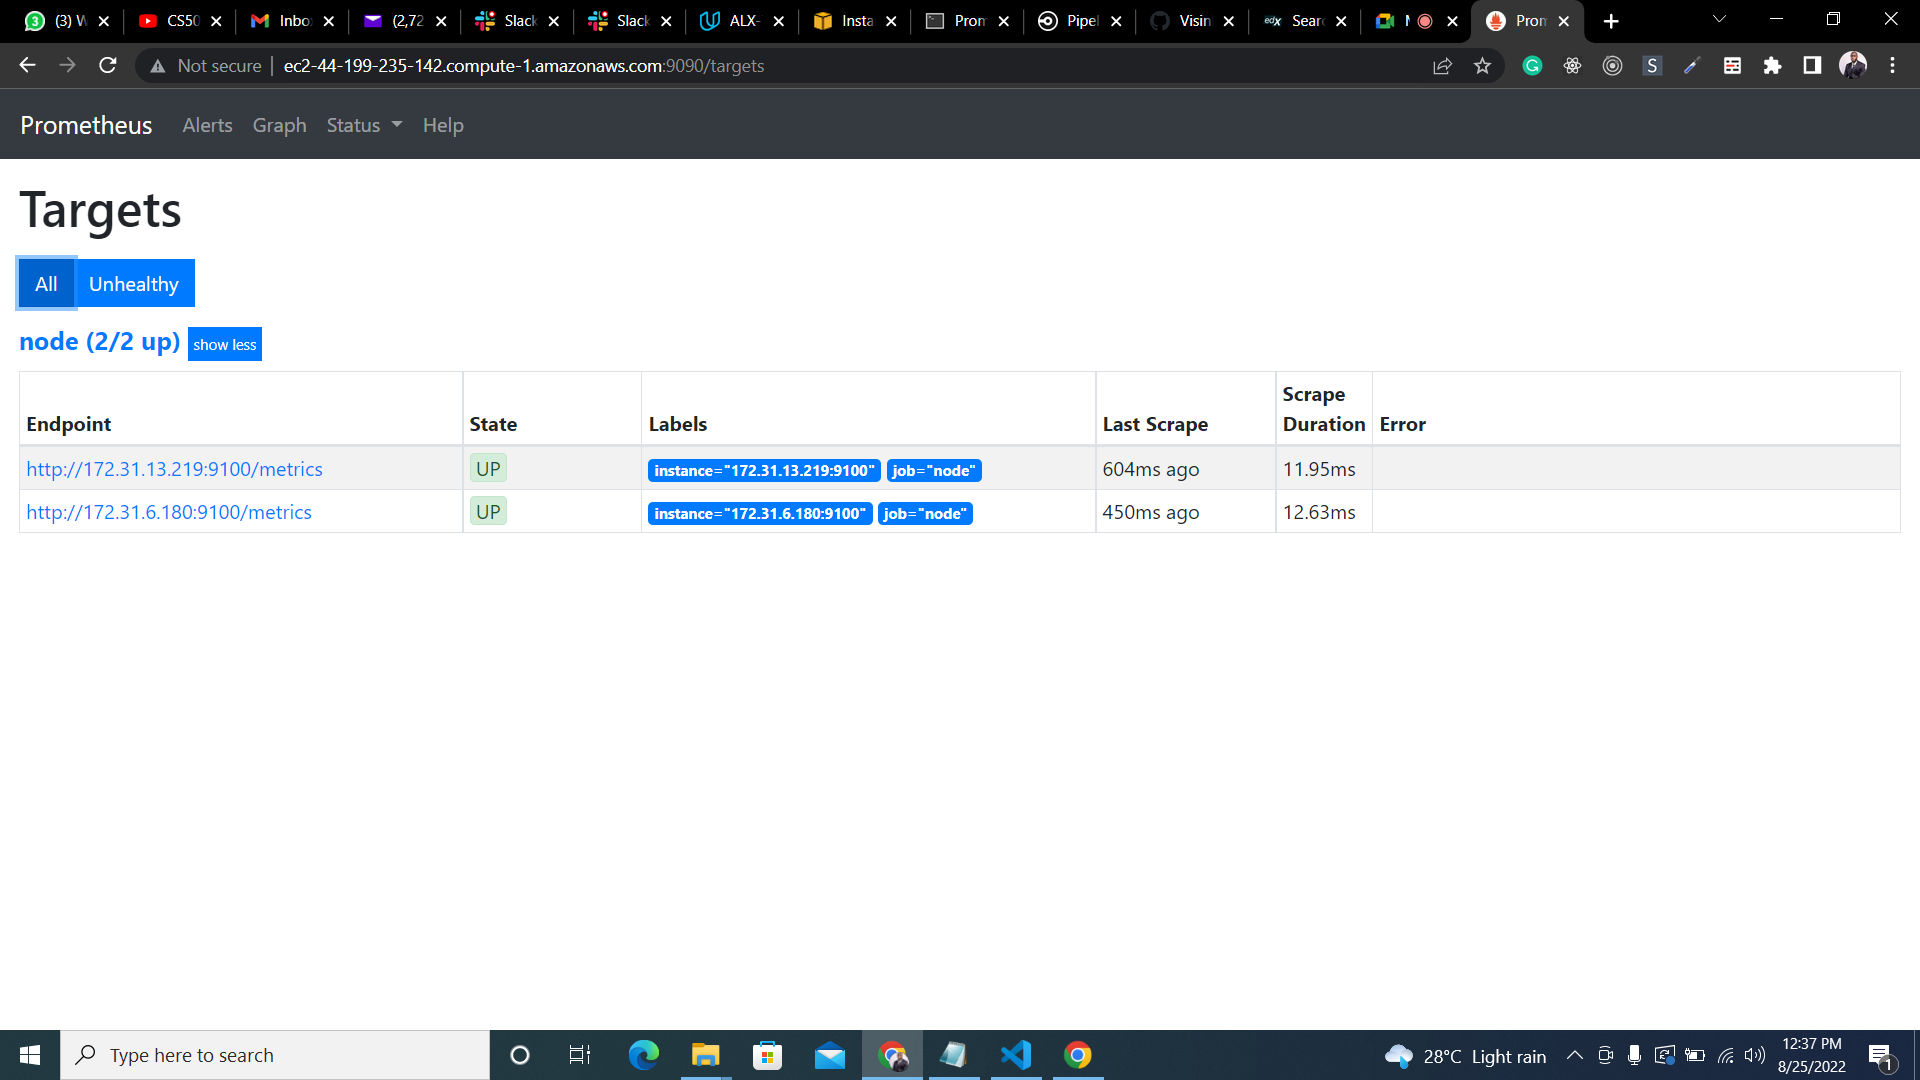 (3) W CS50 Inbo (2,72 Slack Slack ALX- Insta Prom Pipel Visin edX Sear M Prom
Not secure ec2-44-199-235-142.compute-1.amazonaws.com:9090/targets
Prometheus Alerts Graph Status Help
Targets
All Unhealthy
node (2/2 up) show less
Endpoint State Labels Last Scrape Scrape Duration Error
http://172.31.13.219:9100/metrics UP instance="172.31.13.219:9100" job="node" 604ms ago 11.95ms
http://172.31.6.180:9100/metrics UP instance="172.31.6.180:9100" job="node" 450ms ago 12.63ms
Type here to search 28°C Light rain 12:37 PM
8/25/2022 1